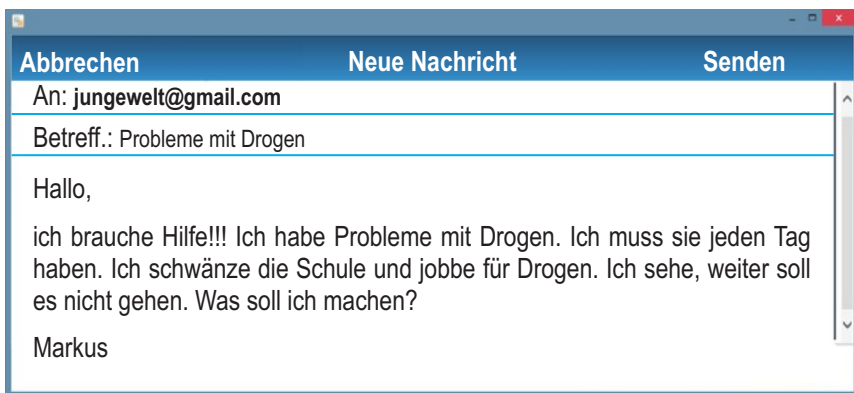 Abbrechen Neue Nachricht Senden
An: jungewelt@gmail.com
Betreff.: Probleme mit Drogen
Hallo,
ich brauche Hilfe!!! Ich habe Probleme mit Drogen. Ich muss sie jeden Tag
haben. Ich schwänze die Schule und jobbe für Drogen. Ich sehe, weiter soll
es nicht gehen. Was soll ich machen?
Markus